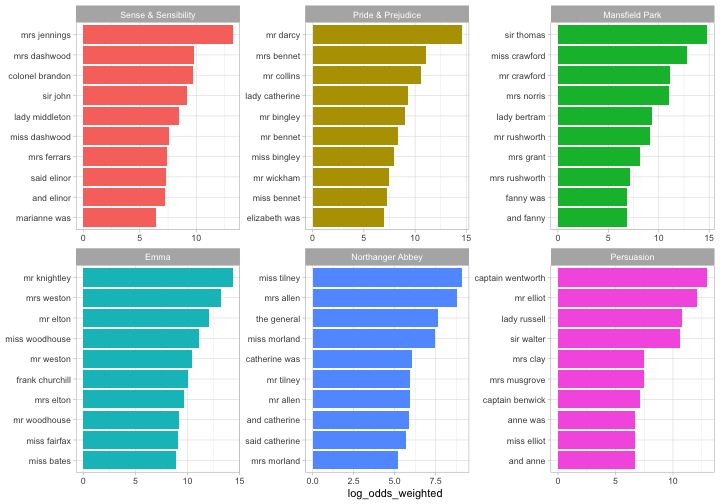 Sense & Sensibility
mrs jennings
mrs dashwood
colonel brandon
sir john
lady middleton
miss dashwood
mrs ferrars
said elinor
and elinor
marianne was
0 5 10
Pride & Prejudice
mr darcy
mrs bennet
mr collins
lady catherine
mr bingley
mr bennet
miss bingley
mr wickham
miss bennet
elizabeth was
0 5 10 15
Mansfield Park
sir thomas
miss crawford
mr crawford
mrs norris
lady bertram
mr rushworth
mrs grant
mrs rushworth
fanny was
and fanny
0 5 10 15
Emma
mr knightley
mrs weston
mr elton
miss woodhouse
mr weston
frank churchill
mrs elton
mr woodhouse
miss fairfax
miss bates
0 5 10 15
Northanger Abbey
miss tilney
mrs allen
the general
miss morland
catherine was
mr tilney
mr allen
and catherine
said catherine
mrs morland
0.0 2.5 5.0 7.5
Persuasion
captain wentworth
mr elliot
lady russell
sir walter
mrs clay
mrs musgrove
captain benwick
anne was
miss elliot
and anne
0 5 10
log_odds_weighted